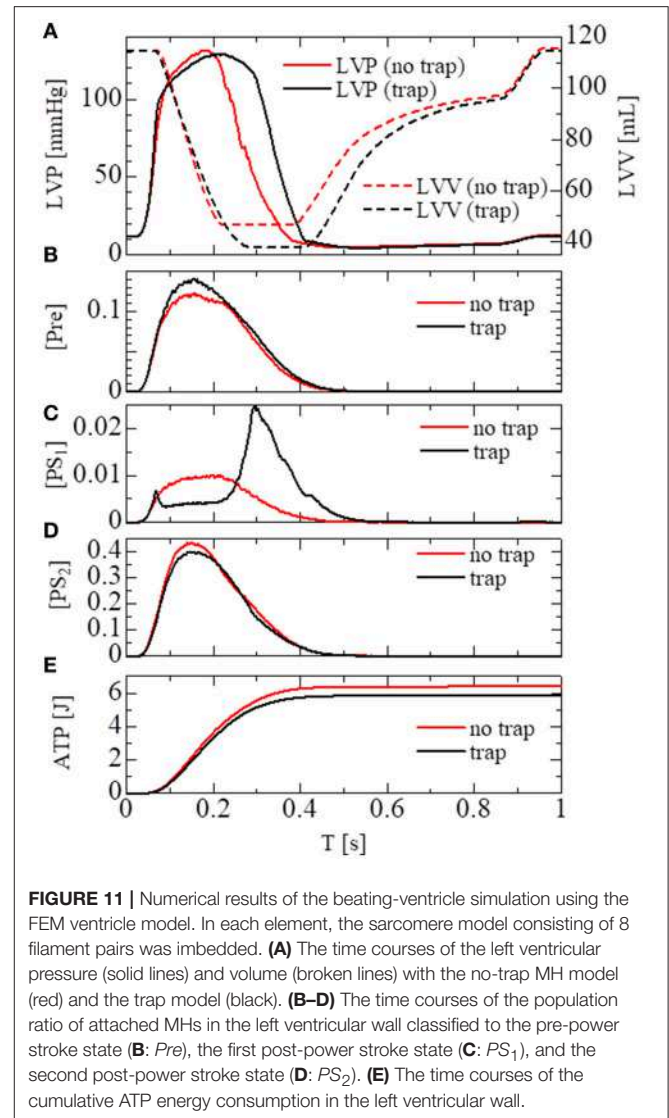 A
LVP [mmHg]
100
50
0
LVP (no trap)
LVP (trap)
LVV (no trap)
LVV (trap)
120
100
80
60
40
LVV [mL]
B
[Pre]
0.1
0
no trap
trap
C
[PS₁]
0.02
0.01
0
no trap
trap
D
[PS₂]
0.4
0.3
0.2
0.1
0
no trap
trap
E
ATP [J]
6
4
2
0
no trap
trap
0 0.2 0.4 0.6 0.8 1
T [s]
FIGURE 11 | Numerical results of the beating-ventricle simulation using the
FEM ventricle model. In each element, the sarcomere model consisting of 8
filament pairs was imbedded. (A) The time courses of the left ventricular
pressure (solid lines) and volume (broken lines) with the no-trap MH model
(red) and the trap model (black). (B–D) The time courses of the population
ratio of attached MHs in the left ventricular wall classified to the pre-power
stroke state (B: Pre), the first post-power stroke state (C: PS₁), and the
second post-power stroke state (D: PS₂). (E) The time courses of the
cumulative ATP energy consumption in the left ventricular wall.